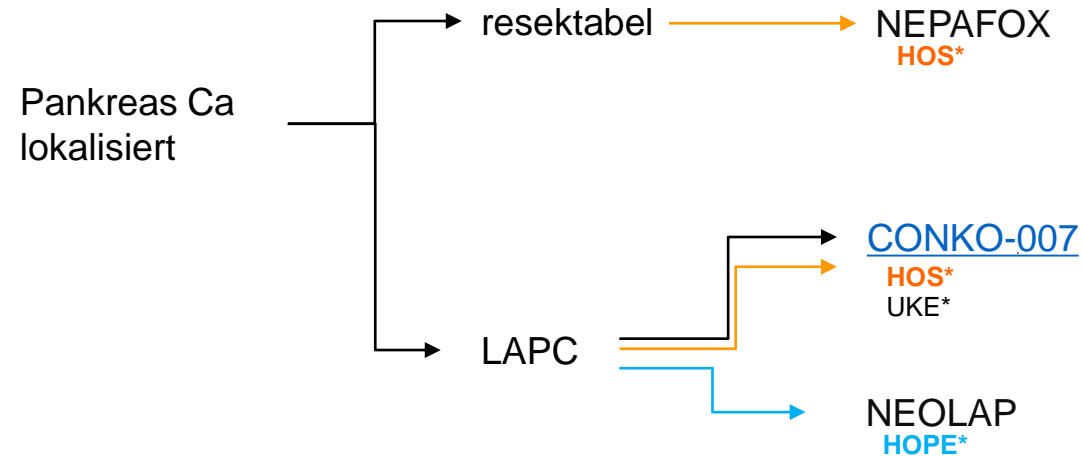 resektabel
NEPAFOX
HOS*
Pankreas Ca
lokalisiert
CONKO-007
HOS*
UKE*
LAPC
NEOLAP
HOPE*